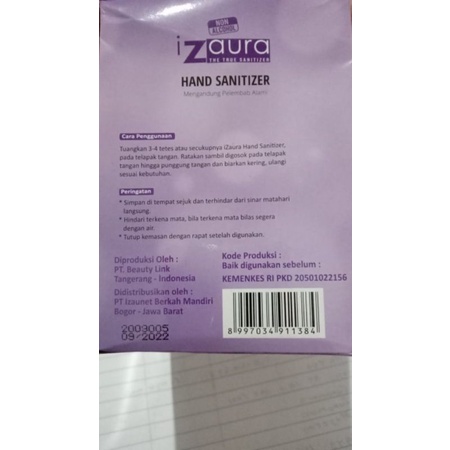 NON
ALCOHOL
iZaura
THE TRUE SANITIZER
HAND SANITIZER
Mengandung Pelembab Alami
Cara Penggunaan
Tuangkan 3-4 tetes atau secukupnya iZaura Hand Sanitizer,
pada telapak tangan. Ratakan sambil digosok pada telapak
tangan hingga punggung tangan dan biarkan kering, ulangi
sesuai kebutuhan.
Peringatan
* Simpan di tempat sejuk dan terhindar dari sinar matahari
langsung.
* Hindari terkena mata, bila terkena mata bilas segera
dengan air.
* Tutup kemasan dengan rapat setelah digunakan.
Diproduksi Oleh :
PT. Beauty Link
Tangerang - Indonesia
Didistribusikan oleh :
PT Izaunet Berkah Mandiri
Bogor - Jawa Barat
2009005
09/2022
Kode Produksi :
Baik digunakan sebelum :
KEMENKES RI PKD 20501022156
8 997034 911384